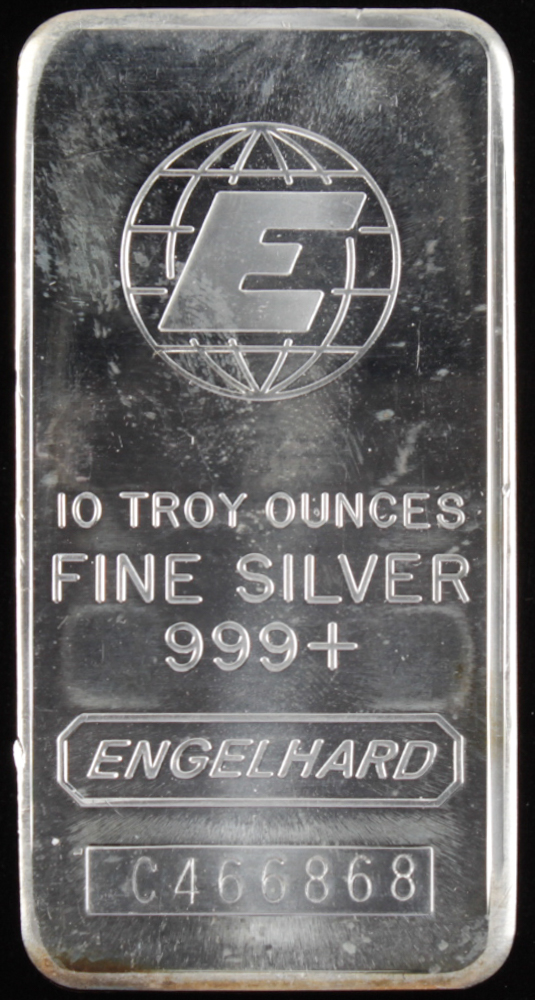 E
10 TROY OUNCES
FINE SILVER
999+
ENGELHARD
C466868